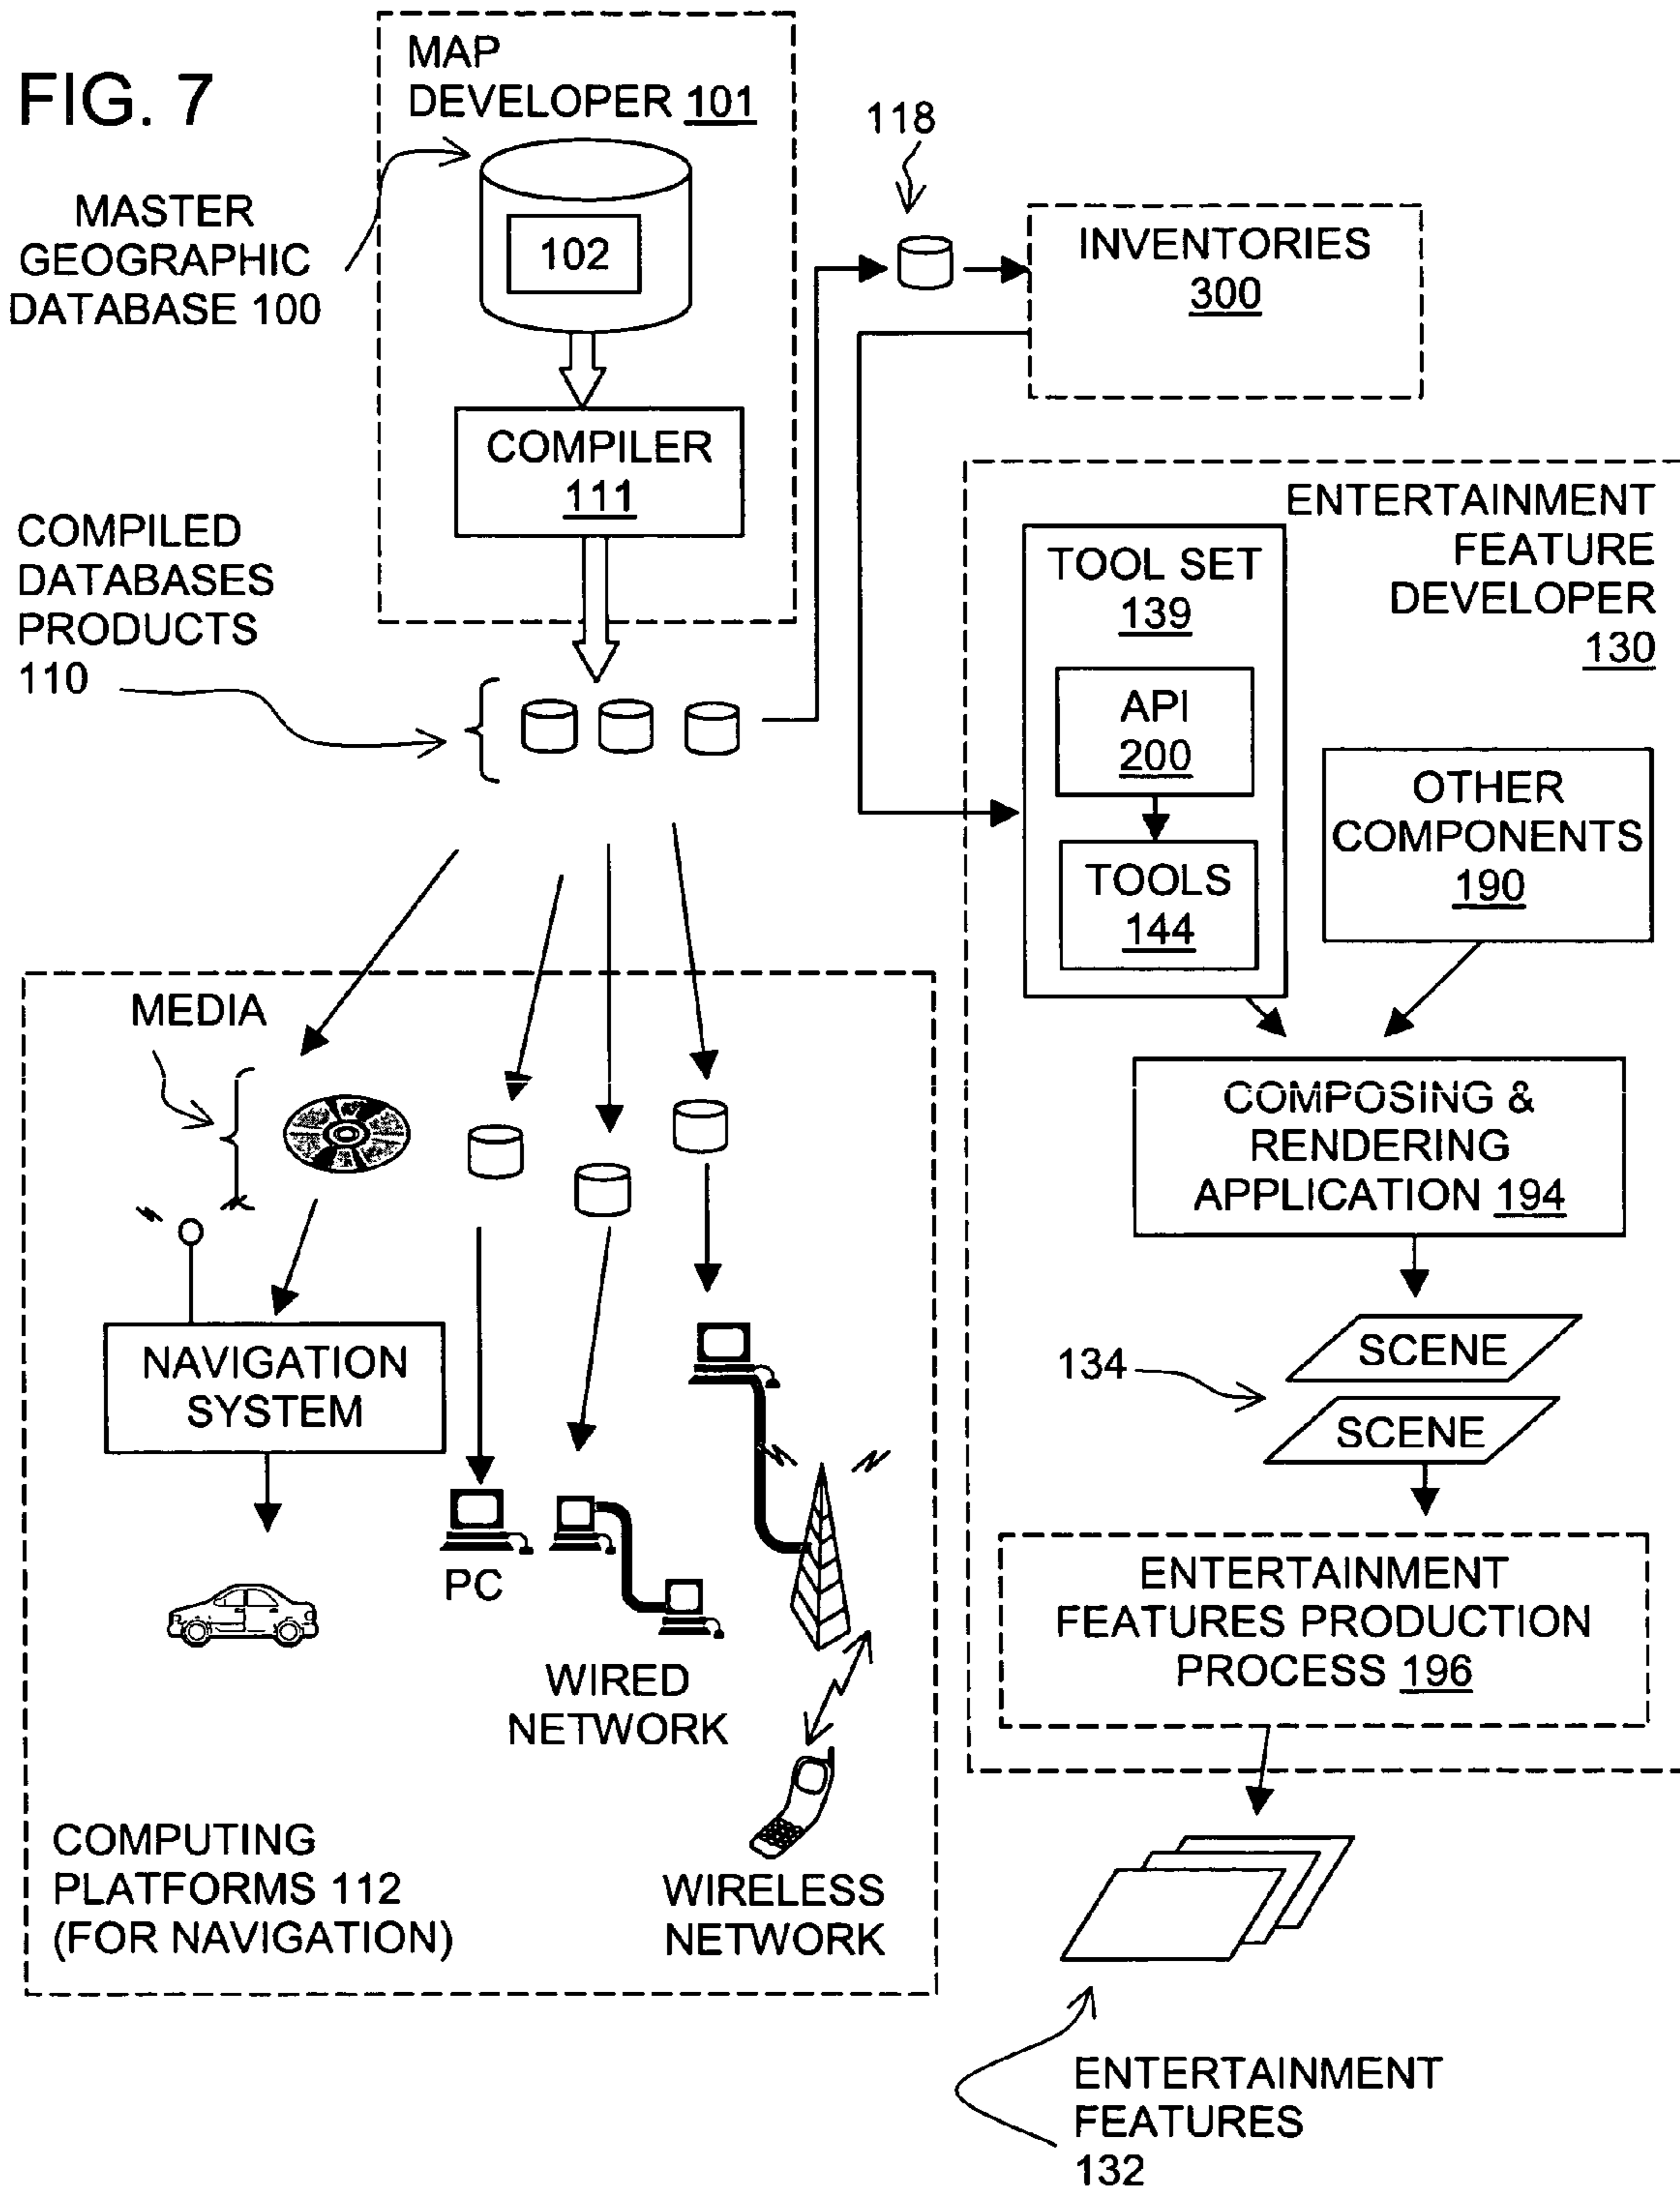 FIG. 7
MAP
DEVELOPER 101
MASTER
GEOGRAPHIC
DATABASE 100
102
118
INVENTORIES
300
COMPILER
111
COMPILED
DATABASES
PRODUCTS
110
ENTERTAINMENT
FEATURE
DEVELOPER
130
TOOL SET
139
API
200
TOOLS
144
OTHER
COMPONENTS
190
MEDIA
COMPOSING &
RENDERING
APPLICATION 194
NAVIGATION
SYSTEM
134
SCENE
SCENE
PC
WIRED
NETWORK
ENTERTAINMENT
FEATURES PRODUCTION
PROCESS 196
COMPUTING
PLATFORMS 112
(FOR NAVIGATION)
WIRELESS
NETWORK
ENTERTAINMENT
FEATURES
132